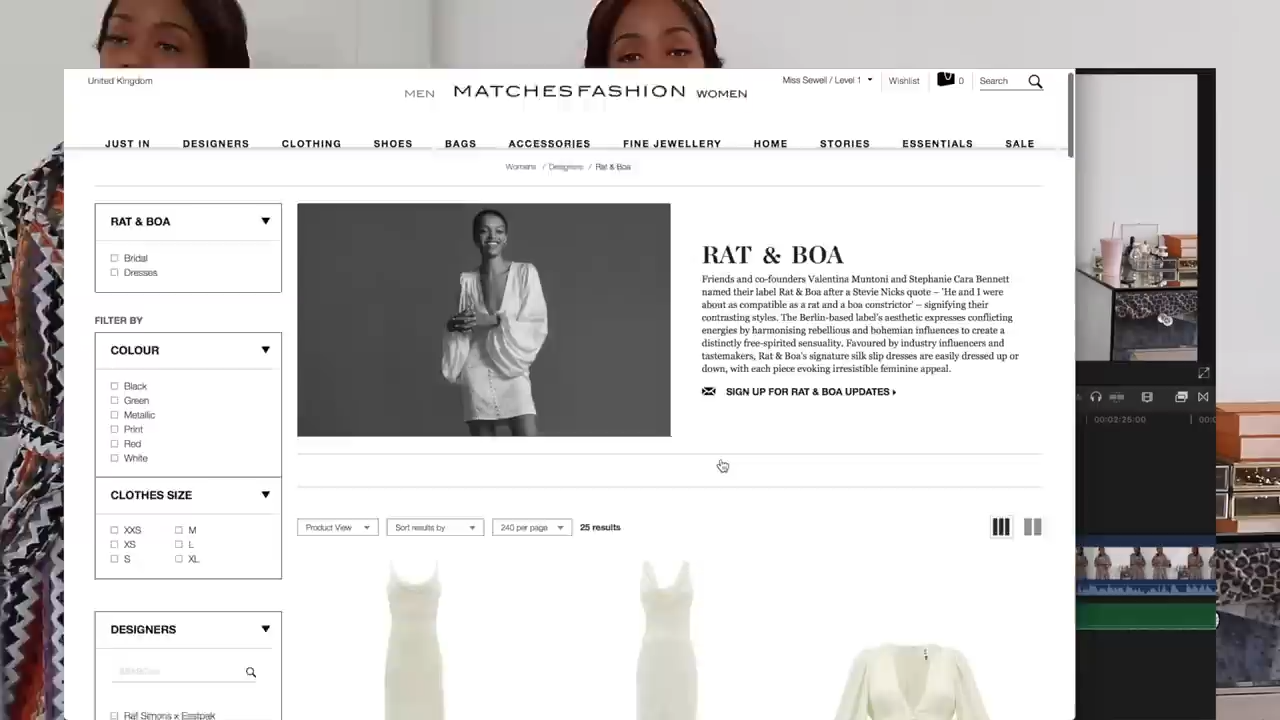 United Kingdom
Miss Sewell / Level 1
Wishlist
0
Search
MEN
MATCHESFASHION
WOMEN
JUST IN
DESIGNERS
CLOTHING
SHOES
BAGS
ACCESSORIES
FINE JEWELLERY
HOME
STORIES
ESSENTIALS
SALE
Womens / Designers / Rat & Boa
RAT & BOA
Bridal
Dresses
FILTER BY
COLOUR
Black
Green
Metallic
Print
Red
White
CLOTHES SIZE
XXS
M
XS
L
S
XL
DESIGNERS
Raf Simons x Eastpak
RAT & BOA
Friends and co-founders Valentina Muntoni and Stephanie Cara Bennett
named their label Rat & Boa after a Stevie Nicks quote – 'He and I were
about as compatible as a rat and a boa constrictor' – signifying their
contrasting styles. The Berlin-based label's aesthetic expresses conflicting
energies by harmonising rebellious and bohemian influences to create a
distinctly free-spirited sensuality. Favoured by industry influencers and
tastemakers, Rat & Boa's signature silk slip dresses are easily dressed up or
down, with each piece evoking irresistible feminine appeal.
SIGN UP FOR RAT & BOA UPDATES
Product View
Sort results by
240 per page
25 results
00:02:25:00